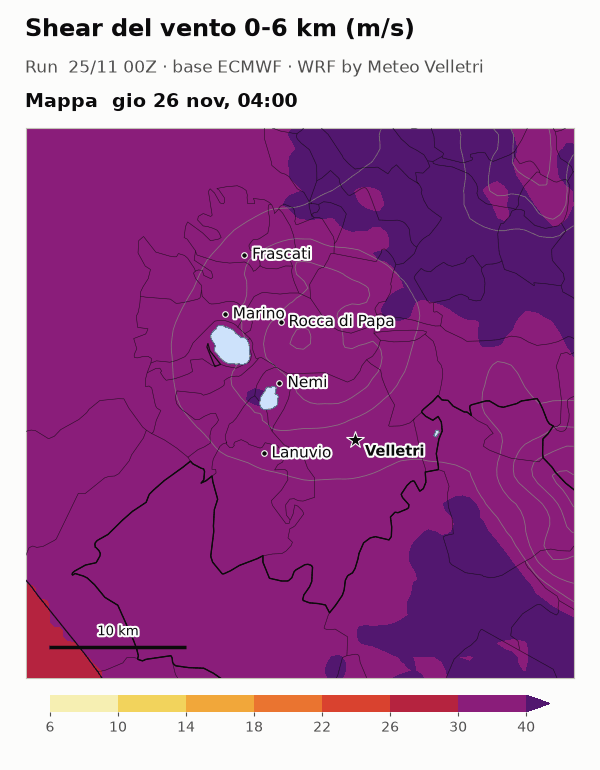 Shear del vento 0-6 km (m/s)
Run  25/11 00Z · base ECMWF · WRF by Meteo Velletri
Mappa  gio 26 nov, 04:00
Frascati
Marino
Rocca di Papa
Nemi
Velletri
Lanuvio
10 km
6 10 14 18 22 26 30 40